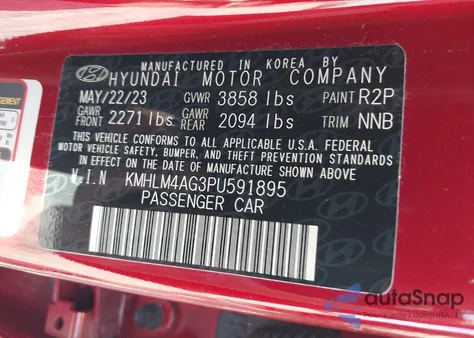 MANUFACTURED IN KOREA BY
HYUNDAI MOTOR COMPANY
MAY/22/23 GVWR 3858 lbs PAINT R2P
GAWR FRONT 2271 lbs GAWR REAR 2094 lbs TRIM NNB
THIS VEHICLE CONFORMS TO ALL APPLICABLE U.S.A. FEDERAL
MOTOR VEHICLE SAFETY, BUMPER, AND THEFT PREVENTION STANDARDS
IN EFFECT ON THE DATE OF MANUFACTURE SHOWN ABOVE
V.I.N KMHLM4AG3PU591895
PASSENGER CAR
autoSnap